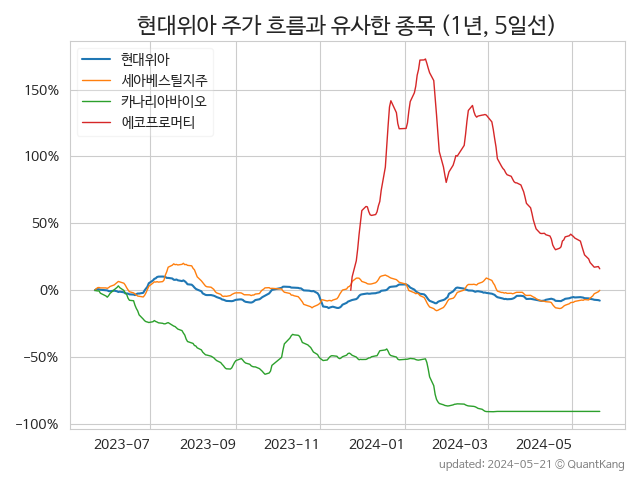 현대위아 주가 흐름과 유사한 종목 (1년, 5일선)
현대위아
세아베스틸지주
카나리아바이오
에코프로머티
150%
100%
50%
0%
−50%
−100%
2023-07 2023-09 2023-11 2024-01 2024-03 2024-05
updated: 2024-05-21 © QuantKang